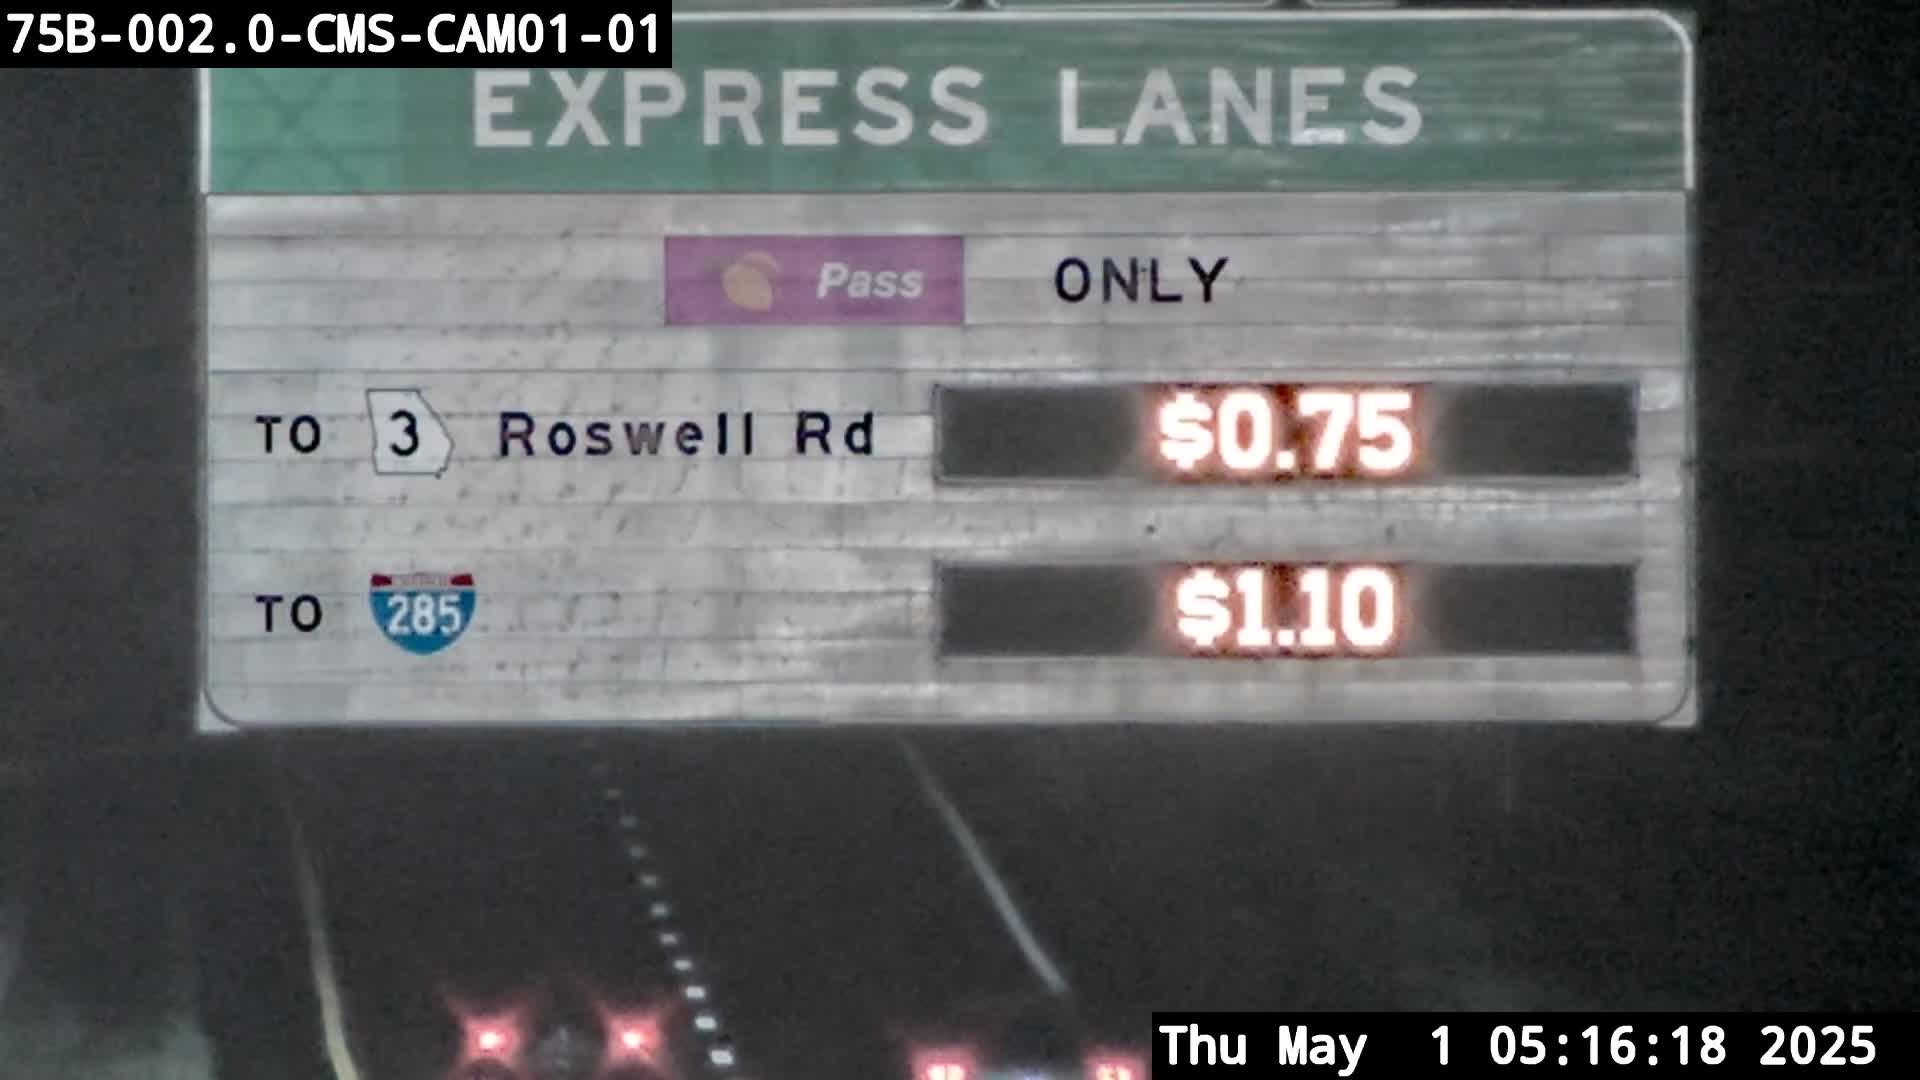 75B-002.0-CMS-CAM01-01
EXPRESS LANES
Pass ONLY
TO 3 Roswell Rd $0.75
TO 285 $1.10
Thu May 1 05:16:18 2025